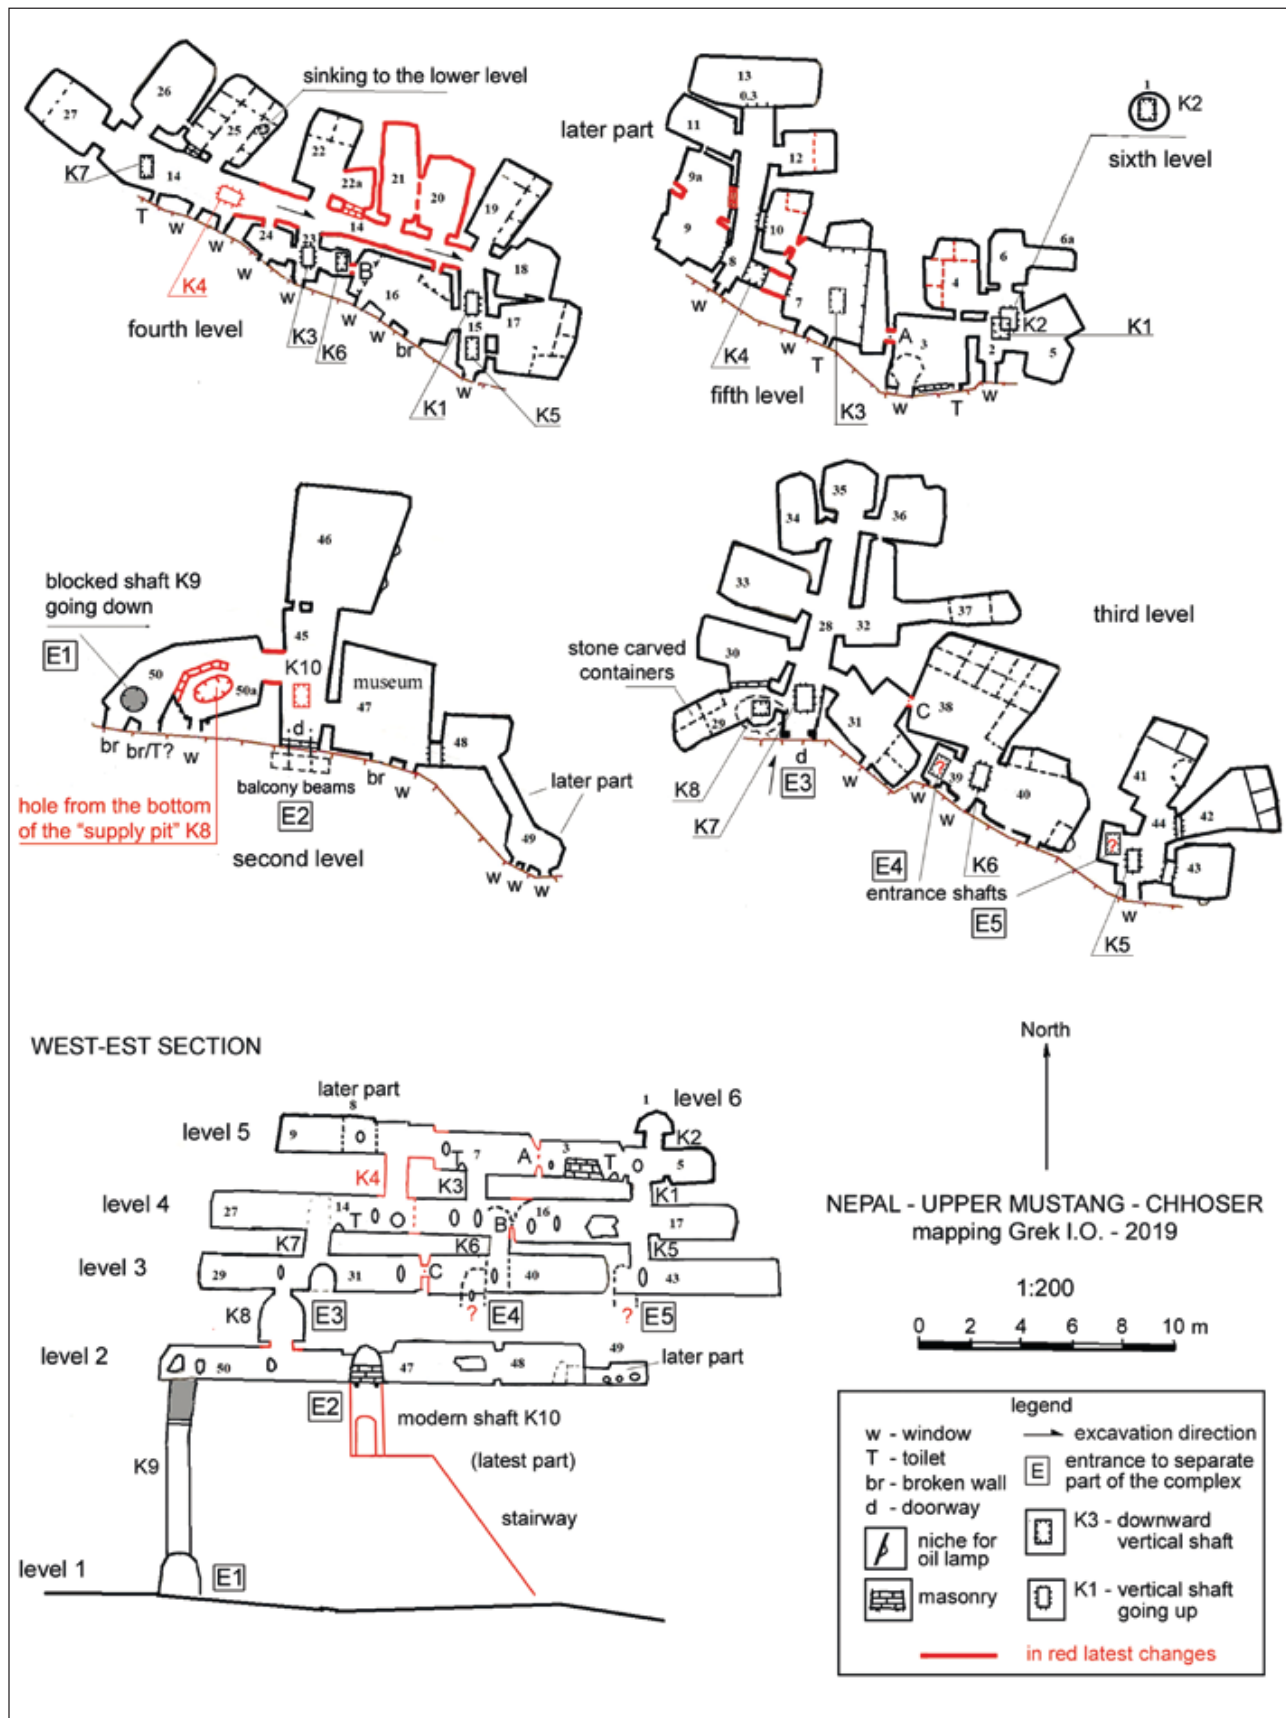 sinking to the lower level
27
26
25
22
22a
21
20
19
18
17
K7
14
14
24
23
B
16
15
T
w
w
w
w
w
w
br
w
K4
K3
K6
K1
K5
fourth level
later part
13
0.3
11
12
9a
9
10
8
7
A
3
4
6
6a
2
5
1
K2
sixth level
K2
K1
w
w
T
w
T
w
K4
K3
fifth level
blocked shaft K9
going down
E1
46
45
K10
50
50a
museum
47
48
49
d
br
br/T?
w
balcony beams
br
w
later part
E2
hole from the bottom
of the “supply pit” K8
second level
w
w
w
35
34
36
33
37
28
32
third level
stone carved
containers
30
29
31
C
38
39
?
40
41
42
44
43
?
K8
d
E3
K7
w
w
E4
K6
entrance shafts
E5
w
K5
WEST-EST SECTION
North
later part
8
1
level 6
level 5
9
7
A
3
T
T
5
K2
K4
K3
K1
level 4
27
14
T
B
16
17
K7
K6
K5
level 3
29
31
C
40
43
K8
E3
?
E4
?
E5
level 2
50
47
48
49
later part
E2
modern shaft K10
(latest part)
K9
stairway
level 1
E1
NEPAL - UPPER MUSTANG - CHHOSER
mapping Grek I.O. - 2019
1:200
0 2 4 6 8 10 m
legend
w - window
T - toilet
br - broken wall
d - doorway
niche for
oil lamp
masonry
excavation direction
E
entrance to separate
part of the complex
K3 - downward
vertical shaft
K1 - vertical shaft
going up
in red latest changes